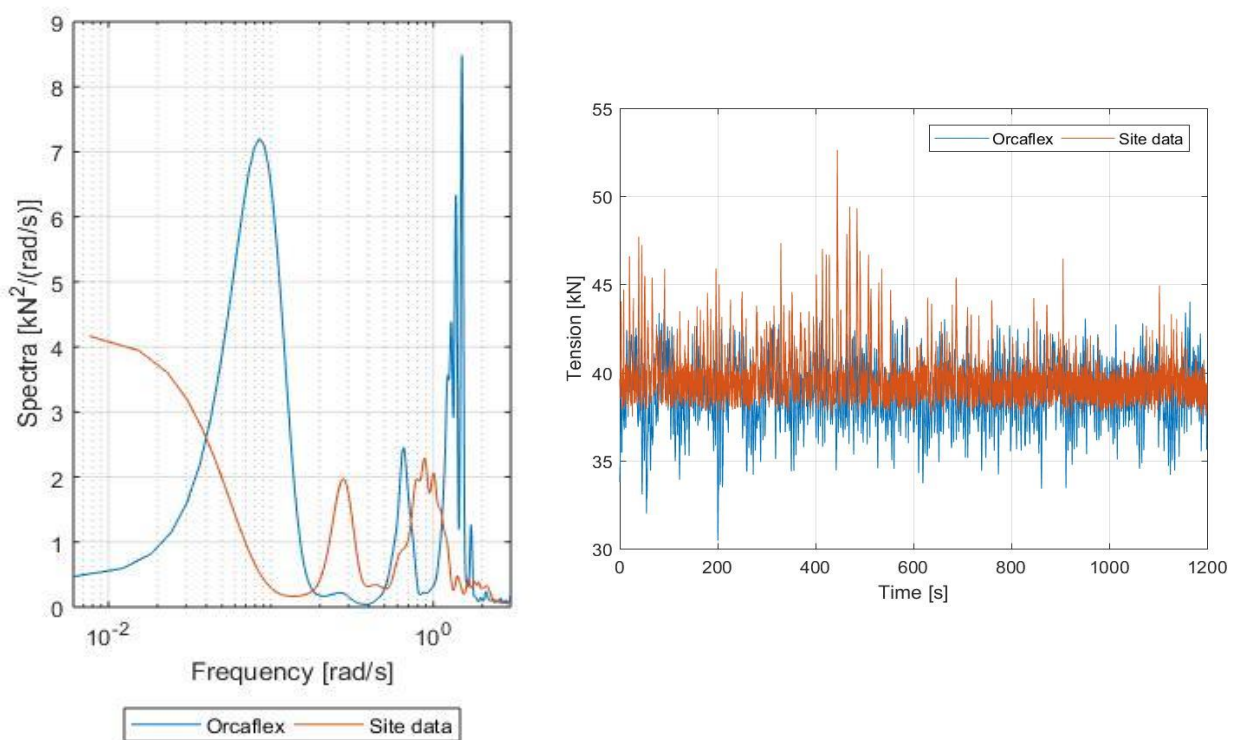 9
8
7
6
5
4
3
2
1
0
Spectra [kN²/(rad/s)]
10⁻² 10⁰
Frequency [rad/s]
Orcaflex Site data
55
50
45
40
35
30
Tension [kN]
Orcaflex Site data
0 200 400 600 800 1000 1200
Time [s]